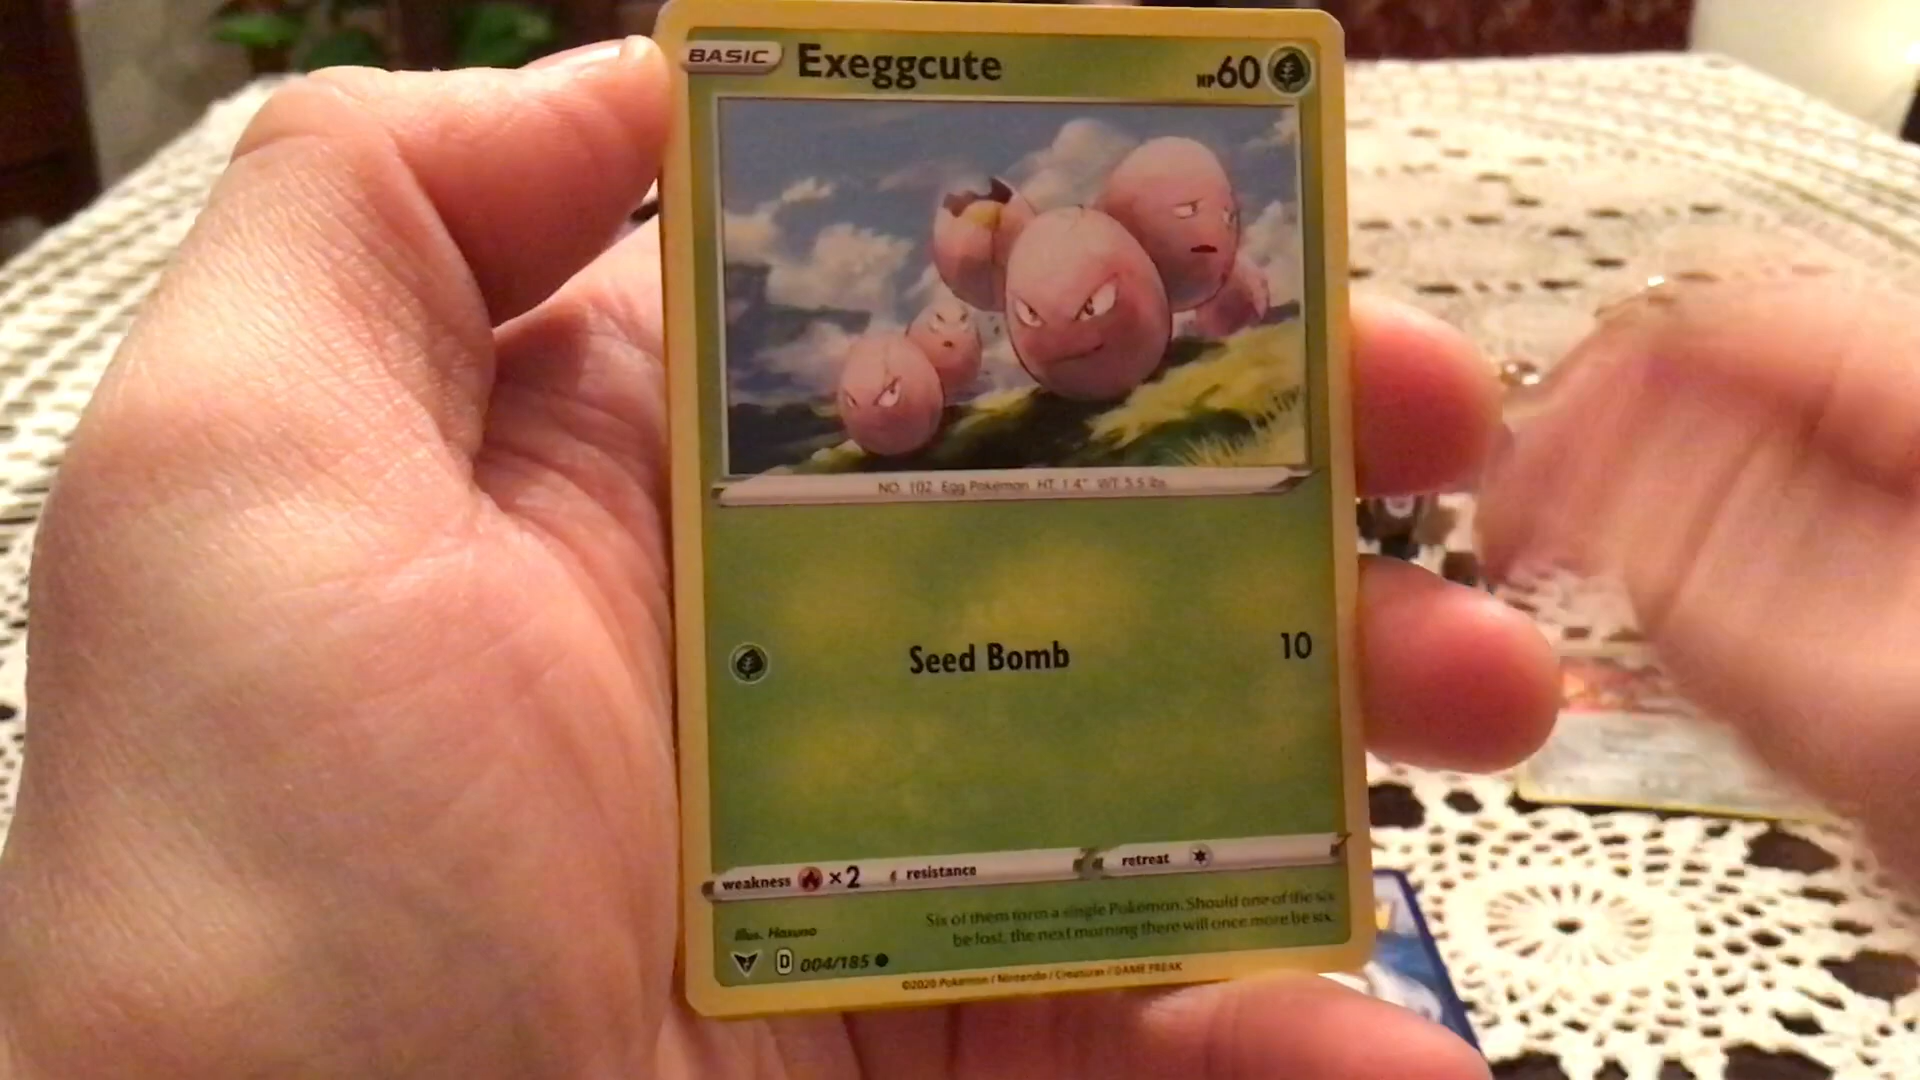 BASIC Exeggcute HP60
NO. 102 Egg Pokémon HT 1'4" WT 5.5 lbs.
Seed Bomb 10
weakness ×2 resistance retreat
Six of them form a single Pokémon. Should one of the six
be lost, the next morning there will once more be six.
Illus. Hasuno
D 004/185
©2020 Pokémon / Nintendo / Creatures / GAME FREAK